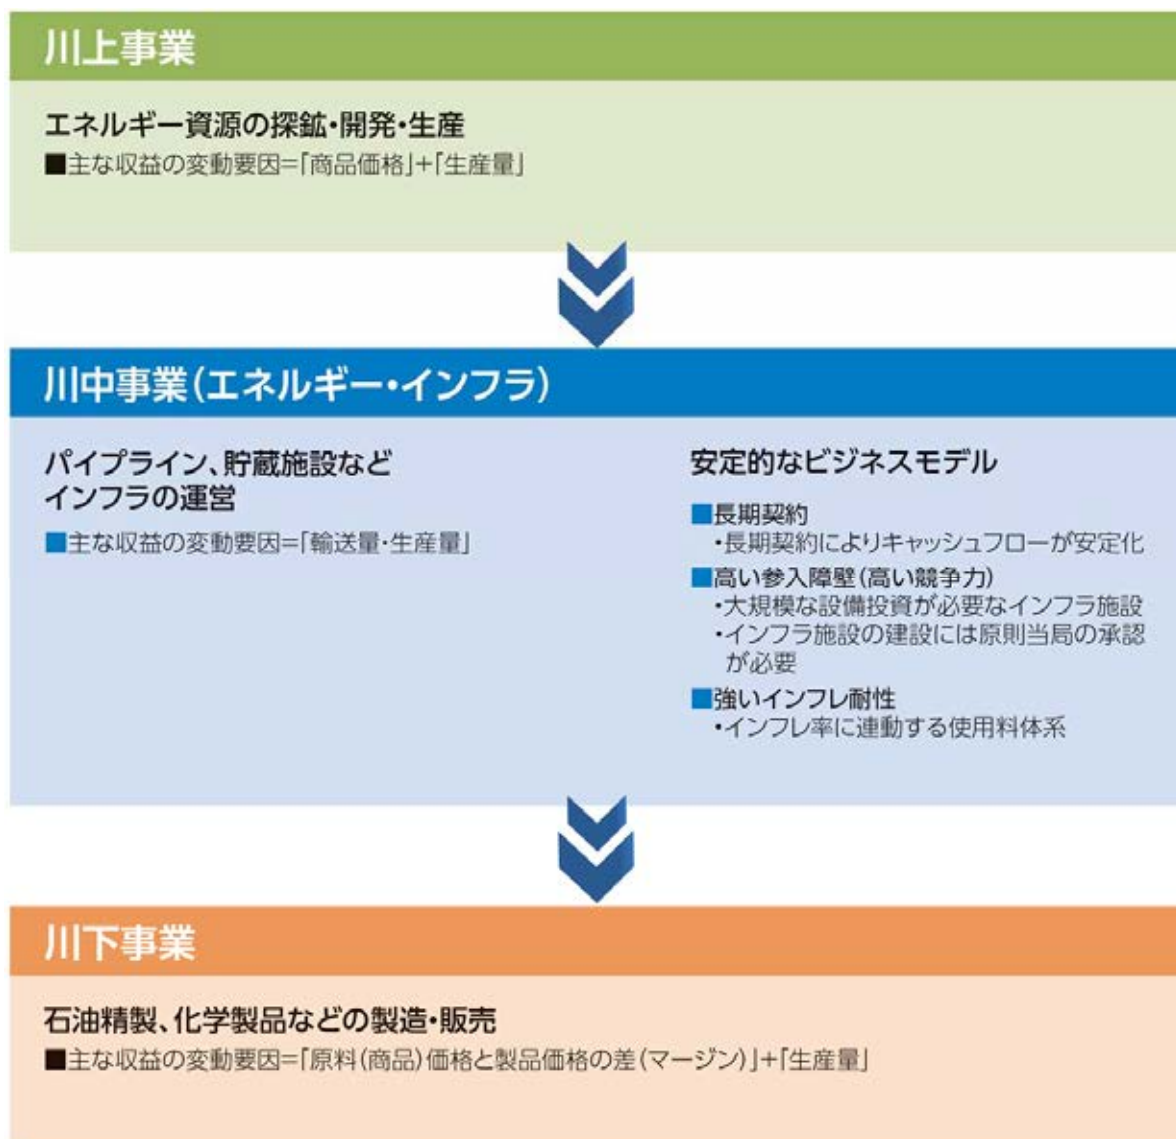 川上事業
エネルギー資源の探鉱・開発・生産
■主な収益の変動要因=｢商品価格｣+｢生産量｣
川中事業(エネルギー・インフラ)
パイプライン、貯蔵施設など
インフラの運営
■主な収益の変動要因=｢輸送量・生産量｣
安定的なビジネスモデル
■長期契約
・長期契約によりキャッシュフローが安定化
■高い参入障壁(高い競争力)
・大規模な設備投資が必要なインフラ施設
・インフラ施設の建設には原則当局の承認
が必要
■強いインフレ耐性
・インフレ率に連動する使用料体系
川下事業
石油精製、化学製品などの製造・販売
■主な収益の変動要因=｢原料(商品)価格と製品価格の差(マージン)｣+｢生産量｣